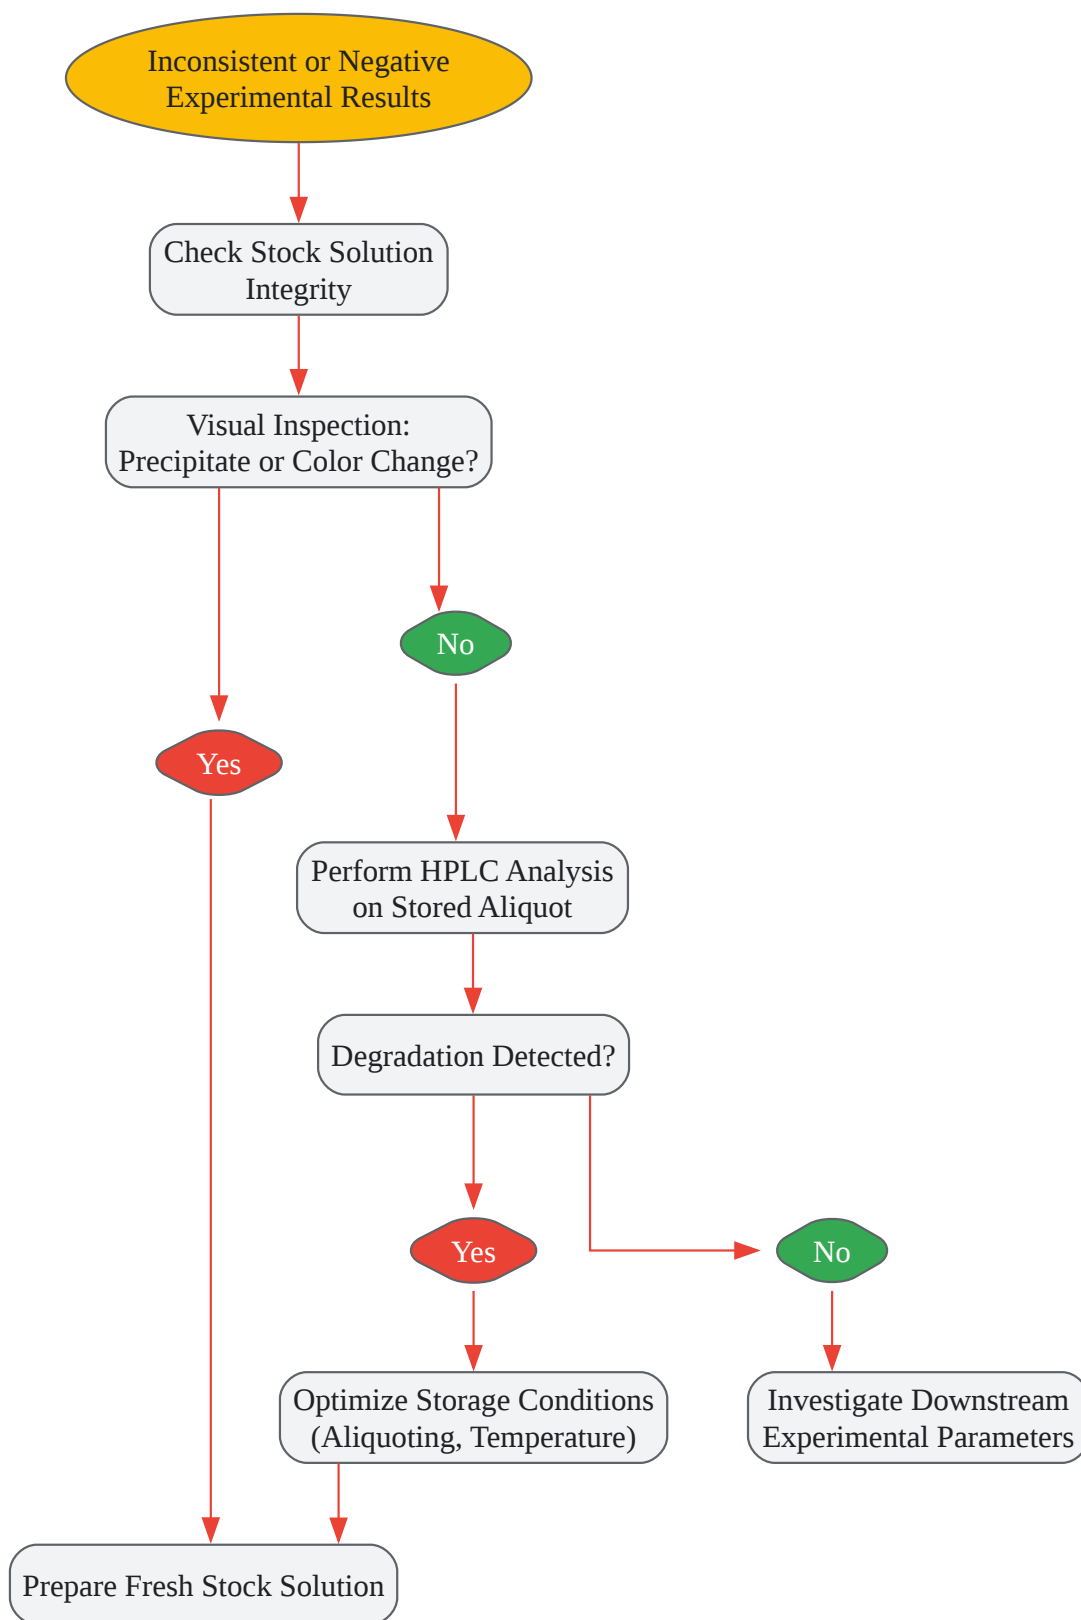 Inconsistent or Negative
Experimental Results
Check Stock Solution
Integrity
Visual Inspection:
Precipitate or Color Change?
No
Yes
Perform HPLC Analysis
on Stored Aliquot
Degradation Detected?
Yes
No
Optimize Storage Conditions
(Aliquoting, Temperature)
Investigate Downstream
Experimental Parameters
Prepare Fresh Stock Solution